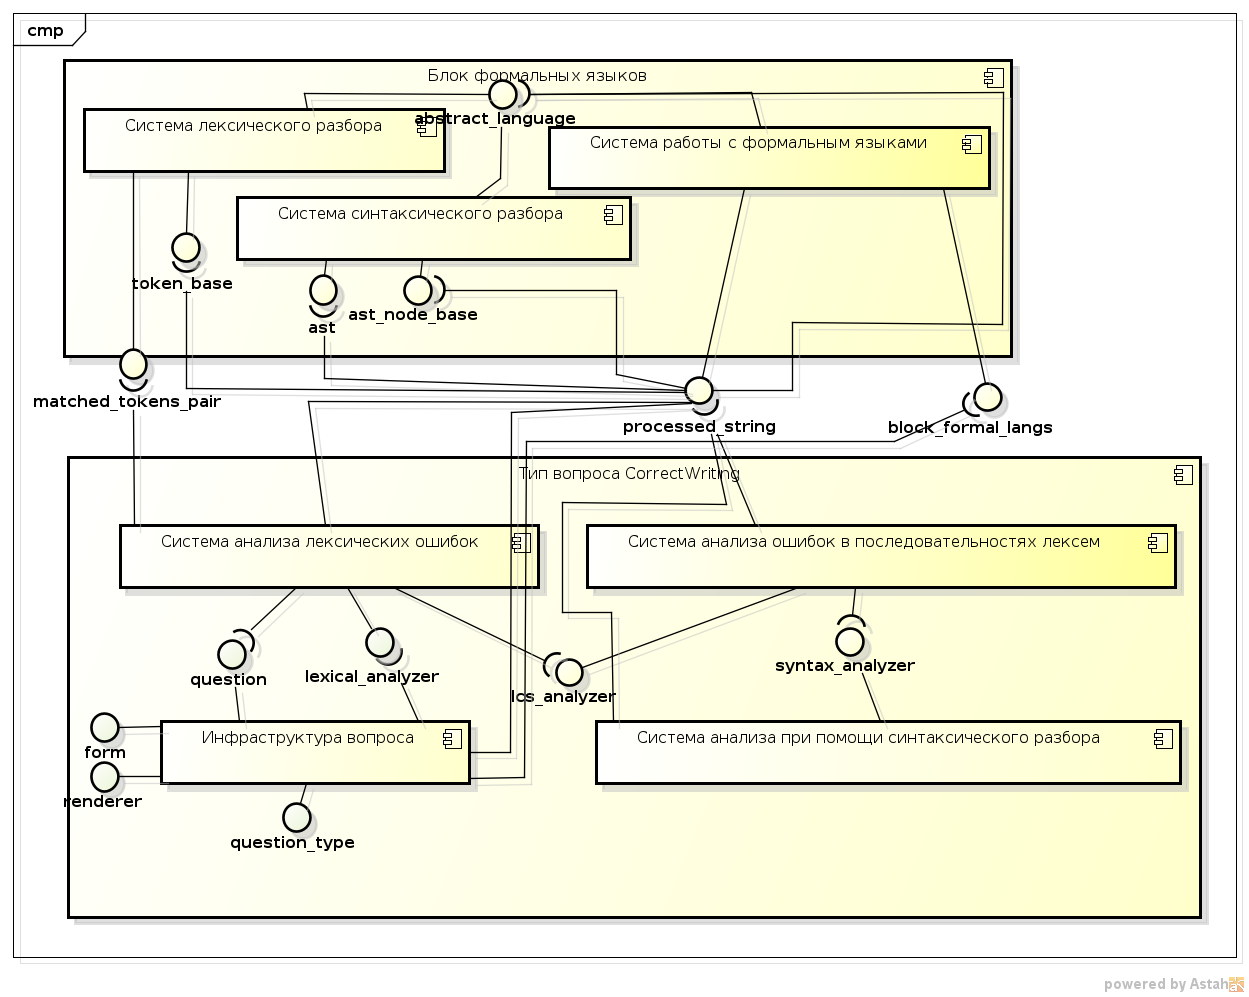 cmp
Блок формальных языков
abstract_language
Система лексического разбора
Система работы с формальным языками
Система синтаксического разбора
token_base
ast
ast_node_base
matched_tokens_pair
processed_string
block_formal_langs
Тип вопроса CorrectWriting
Система анализа лексических ошибок
Система анализа ошибок в последовательностях лексем
question
lexical_analyzer
lcs_analyzer
syntax_analyzer
Инфраструктура вопроса
Система анализа при помощи синтаксического разбора
form
renderer
question_type
powered by Astah